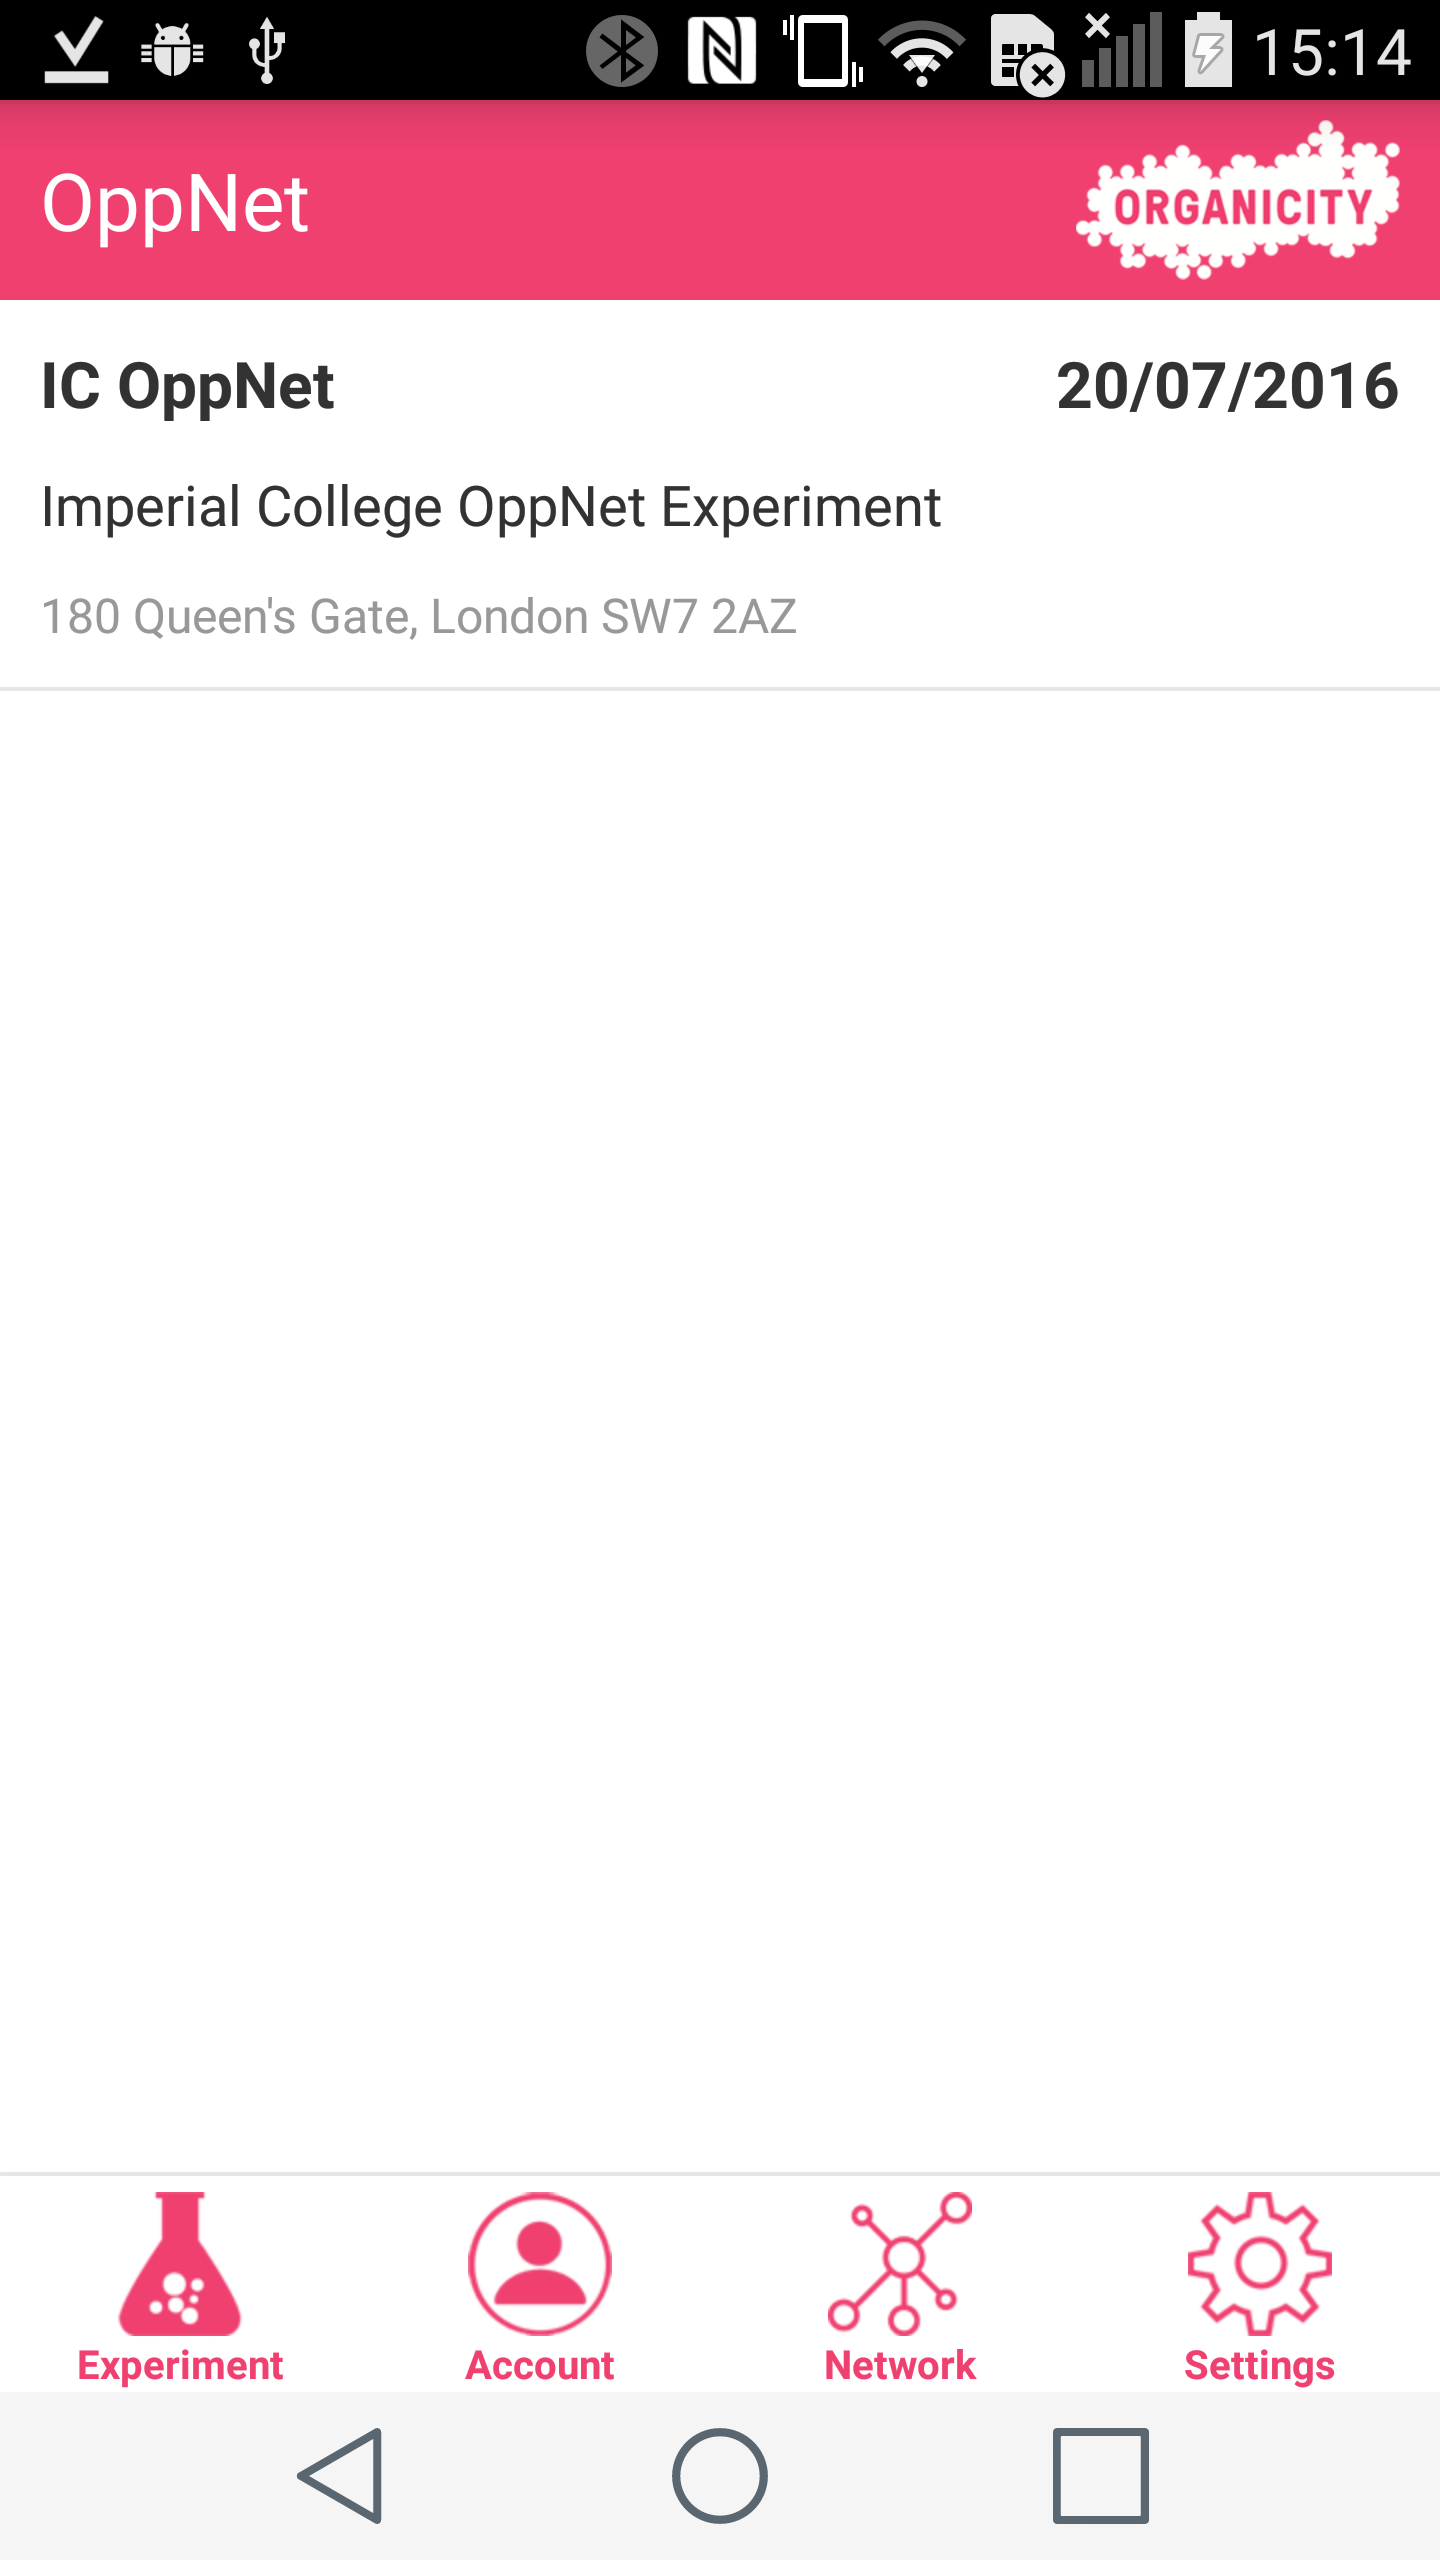 15:14
OppNet
ORGANICITY
IC OppNet 20/07/2016
Imperial College OppNet Experiment
180 Queen's Gate, London SW7 2AZ
Experiment Account Network Settings